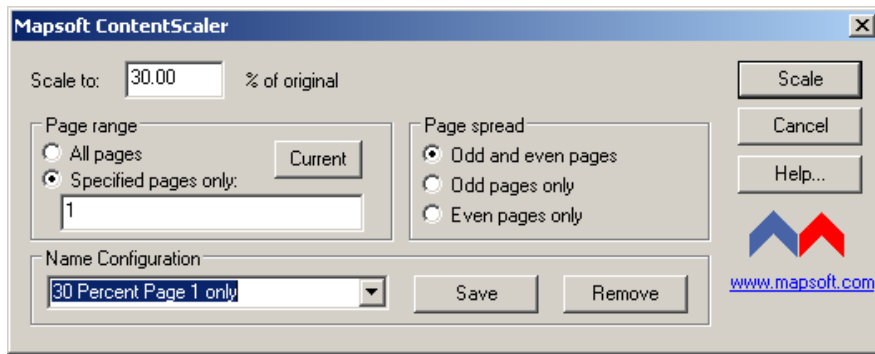 Mapsoft ContentScaler
Scale to: 30.00 % of original
Scale
Page range
All pages
Current
Specified pages only:
1
Page spread
Odd and even pages
Odd pages only
Even pages only
Cancel
Help...
Name Configuration
30 Percent Page 1 only
Save
Remove
www.mapsoft.com